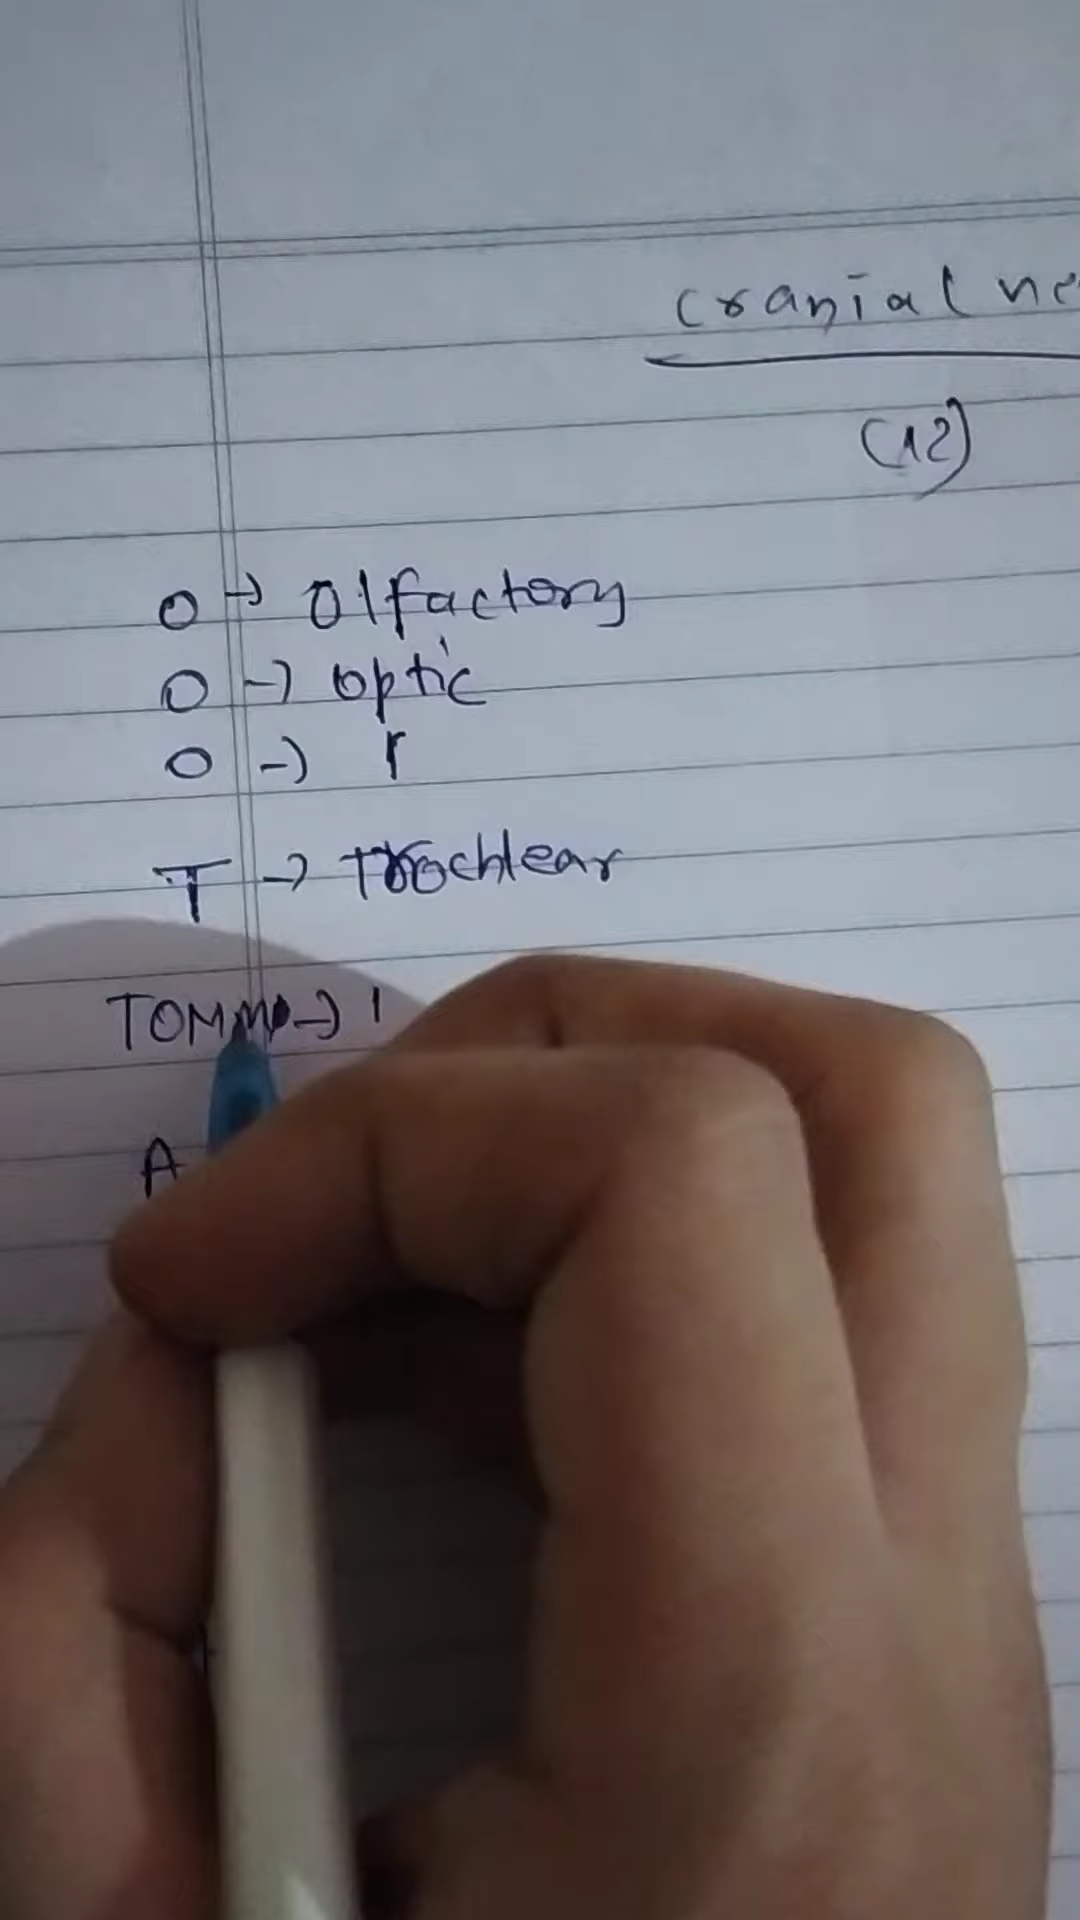 cranial ne
(12)
O → Olfactory
O → optic
O → r
T → Trochlear
TOM
A